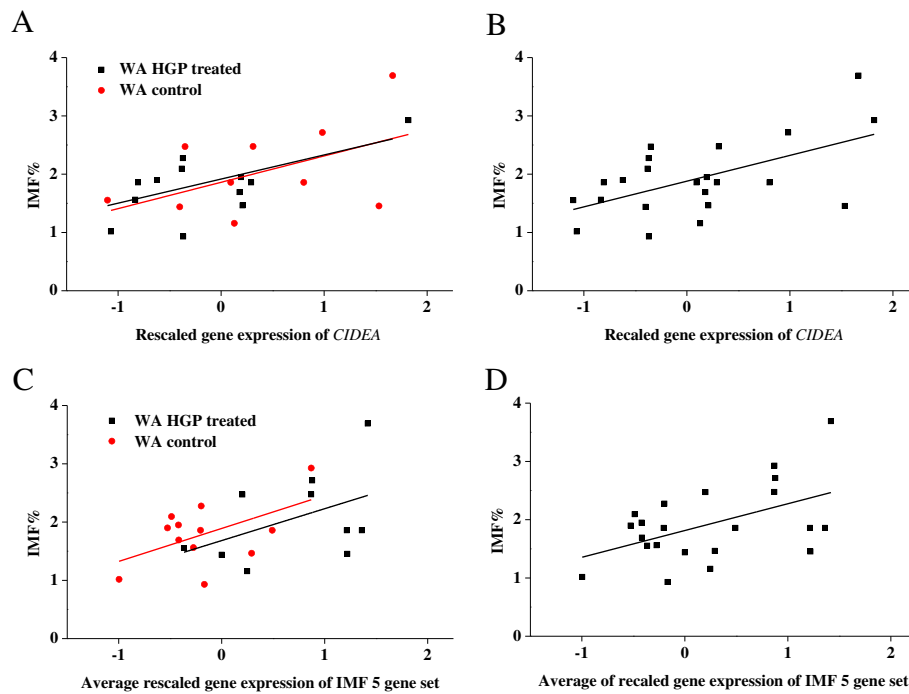 A
4
3
2
1
0
IMF%
WA HGP treated
WA control
-1
0
1
2
Rescaled gene expression of CIDEA
B
4
3
2
1
0
IMF%
-1
0
1
2
Recaled gene expression of CIDEA
C
4
3
2
1
0
IMF%
WA HGP treated
WA control
-1
0
1
2
Average rescaled gene expression of IMF 5 gene set
D
4
3
2
1
0
IMF%
-1
0
1
2
Average of recaled gene expression of IMF 5 gene set